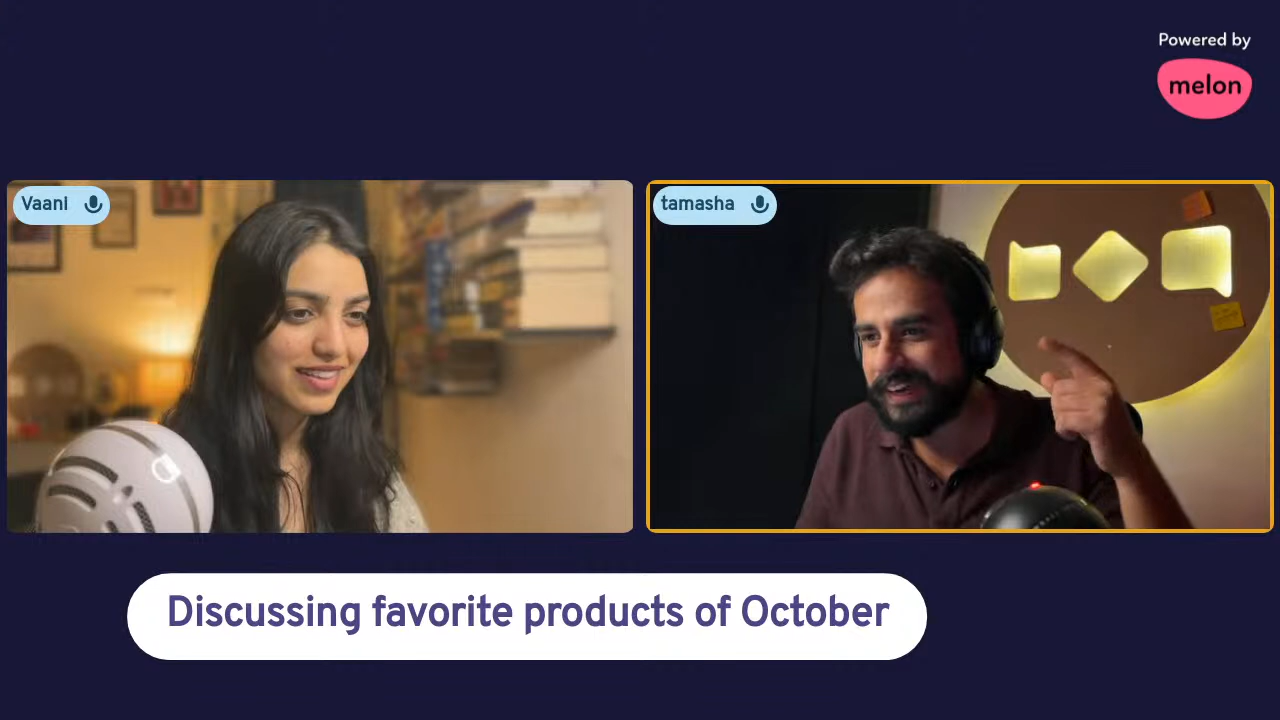 Powered by
melon
Vaani
tamasha
Discussing favorite products of October